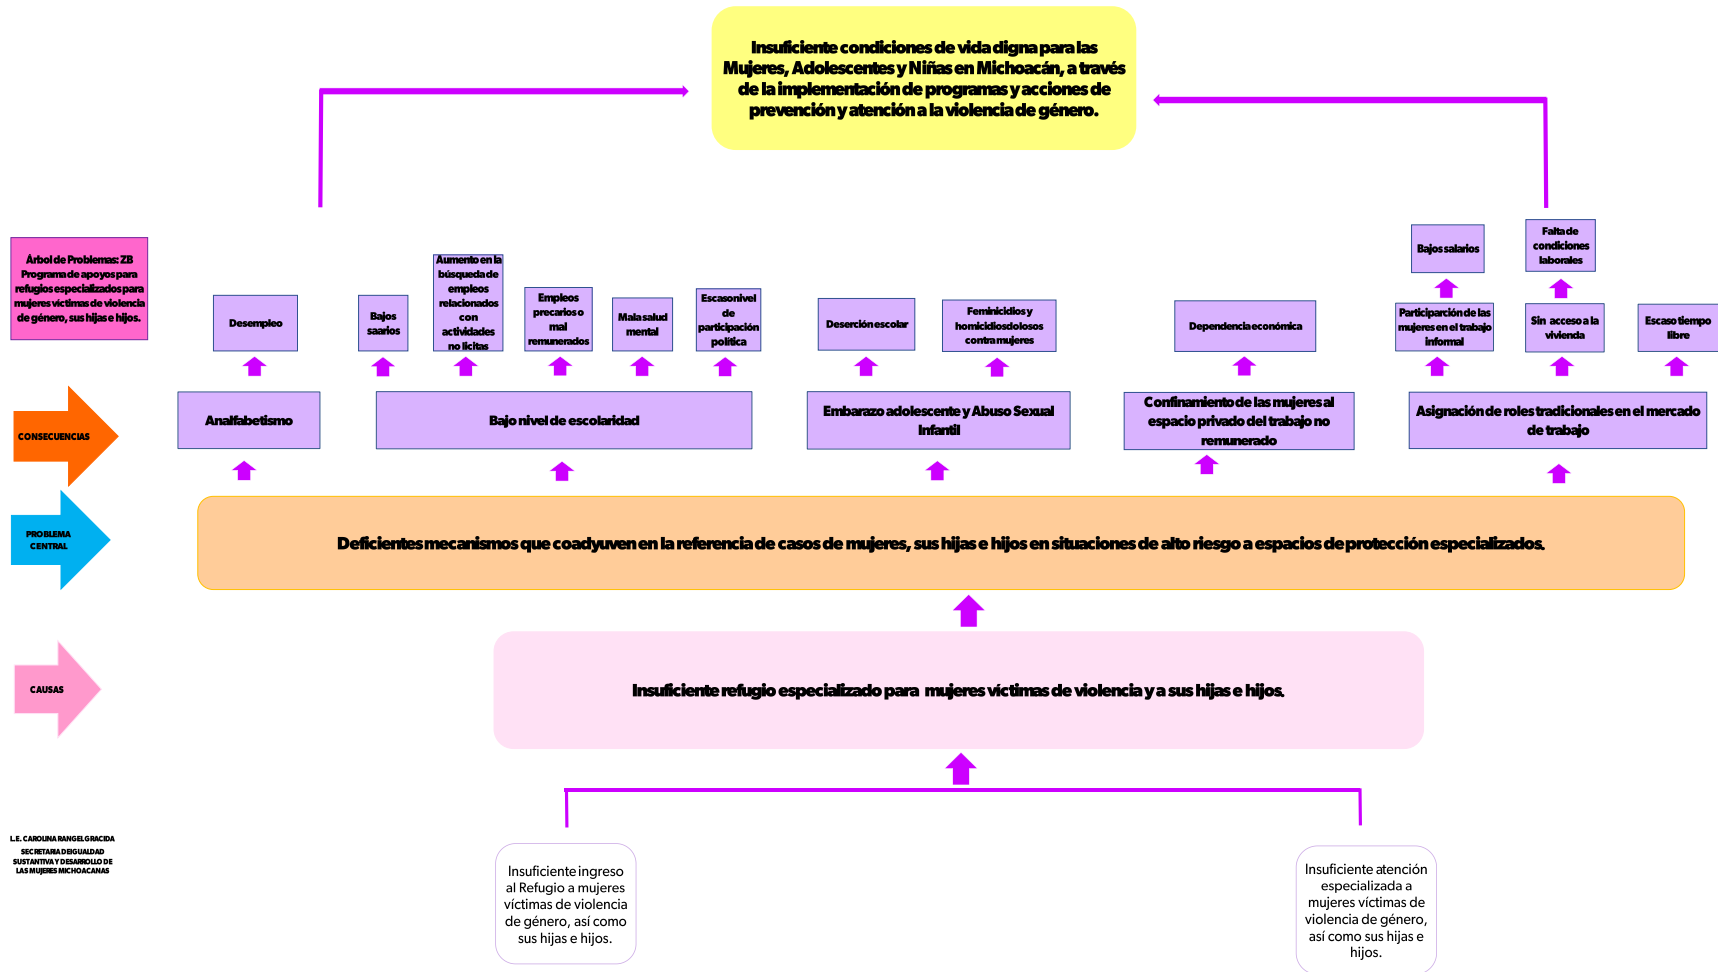 Insuficiente condiciones de vida digna para las
Mujeres, Adolescentes y Niñas en Michoacán, a través
de la implementación de programas y acciones de
prevención y atención a la violencia de género.
Árbol de Problemas: ZB
Programa de apoyos para
refugios especializados para
mujeres víctimas de violencia
de género, sus hijas e hijos.
Desempleo
Bajos
saarios
Aumento en la
búsqueda de
empleos
relacionados
con
actividades
no licitas
Empleos
precarios o
mal
remunerados
Mala salud
mental
Escaso nivel
de
participación
política
Deserción escolar
Feminicidios y
homicidios dolosos
contra mujeres
Dependencia económica
Bajos salarios
Participarción de las
mujeres en el trabajo
informal
Falta de
condiciones
laborales
Sin acceso a la
vivienda
Escaso tiempo
libre
CONSECUENCIAS
Analfabetismo
Bajo nivel de escolaridad
Embarazo adolescente y Abuso Sexual
Infantil
Confinamiento de las mujeres al
espacio privado del trabajo no
remunerado
Asignación de roles tradicionales en el mercado
de trabajo
PROBLEMA
CENTRAL
Deficientes mecanismos que coadyuven en la referencia de casos de mujeres, sus hijas e hijos en situaciones de alto riesgo a espacios de protección especializados.
CAUSAS
Insuficiente refugio especializado para mujeres víctimas de violencia y a sus hijas e hijos.
L.E. CAROLINA RANGEL GRACIDA
SECRETARIA DE IGUALDAD
SUSTANTIVA Y DESARROLLO DE
LAS MUJERES MICHOACANAS
Insuficiente ingreso
al Refugio a mujeres
víctimas de violencia
de género, así como
sus hijas e hijos.
Insuficiente atención
especializada a
mujeres víctimas de
violencia de género,
así como sus hijas e
hijos.